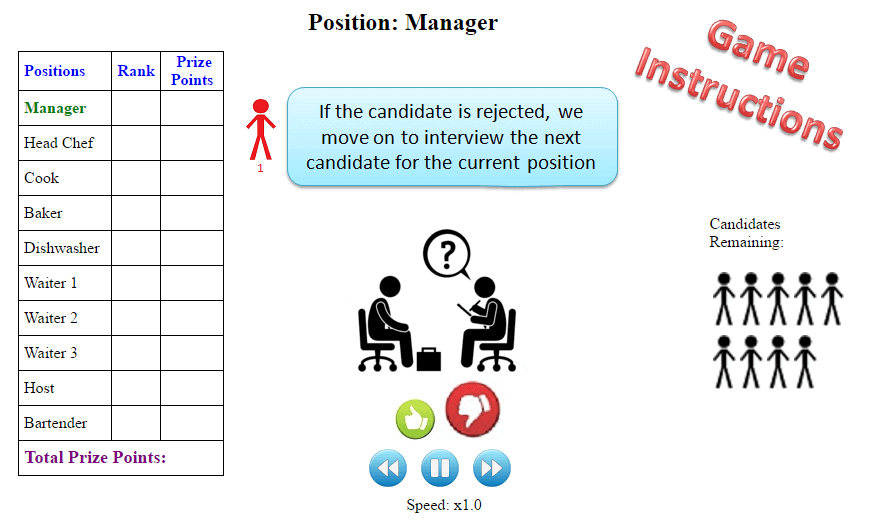 Position: Manager
Game
Instructions
Positions Rank Prize Points
Manager
Head Chef
Cook
Baker
Dishwasher
Waiter 1
Waiter 2
Waiter 3
Host
Bartender
Total Prize Points:
1
If the candidate is rejected, we
move on to interview the next
candidate for the current position
?
Candidates
Remaining:
Speed: x1.0